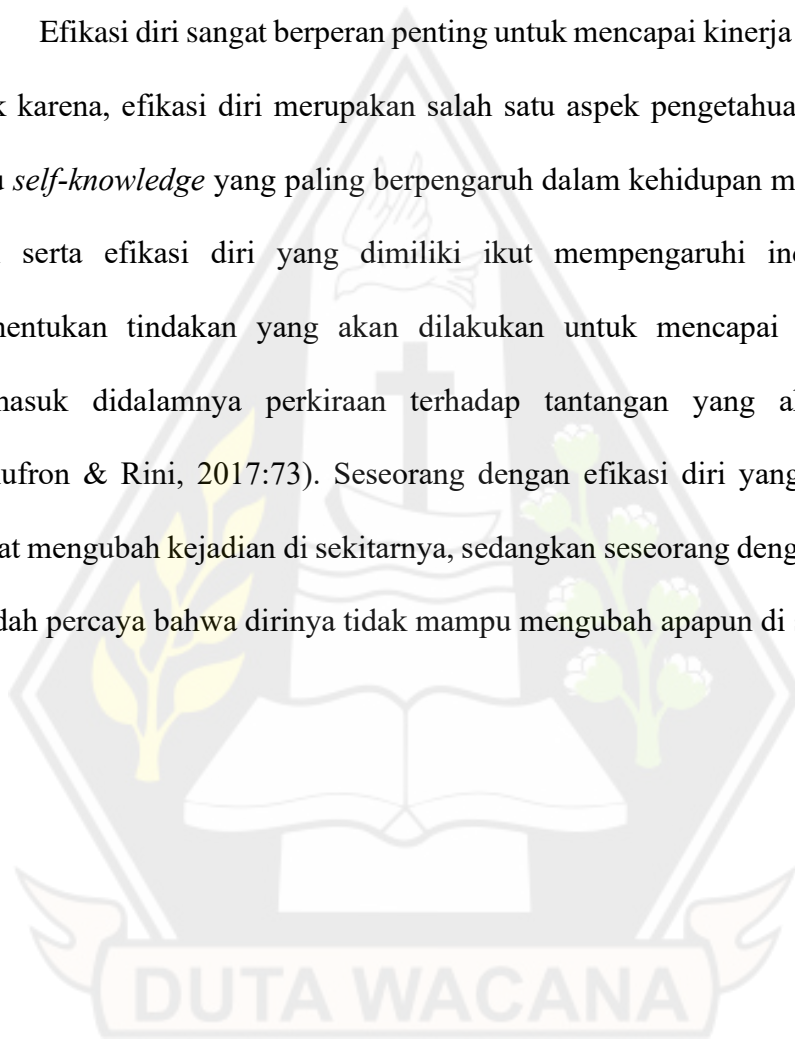 Efikasi diri sangat berperan penting untuk mencapai kinerja
k karena, efikasi diri merupakan salah satu aspek pengetahua
u self-knowledge yang paling berpengaruh dalam kehidupan m
serta efikasi diri yang dimiliki ikut mempengaruhi in
nentukan tindakan yang akan dilakukan untuk mencapai
masuk didalamnya perkiraan terhadap tantangan yang a
ufron & Rini, 2017:73). Seseorang dengan efikasi diri yang
at mengubah kejadian di sekitarnya, sedangkan seseorang deng
dah percaya bahwa dirinya tidak mampu mengubah apapun di
DUTA WACANA